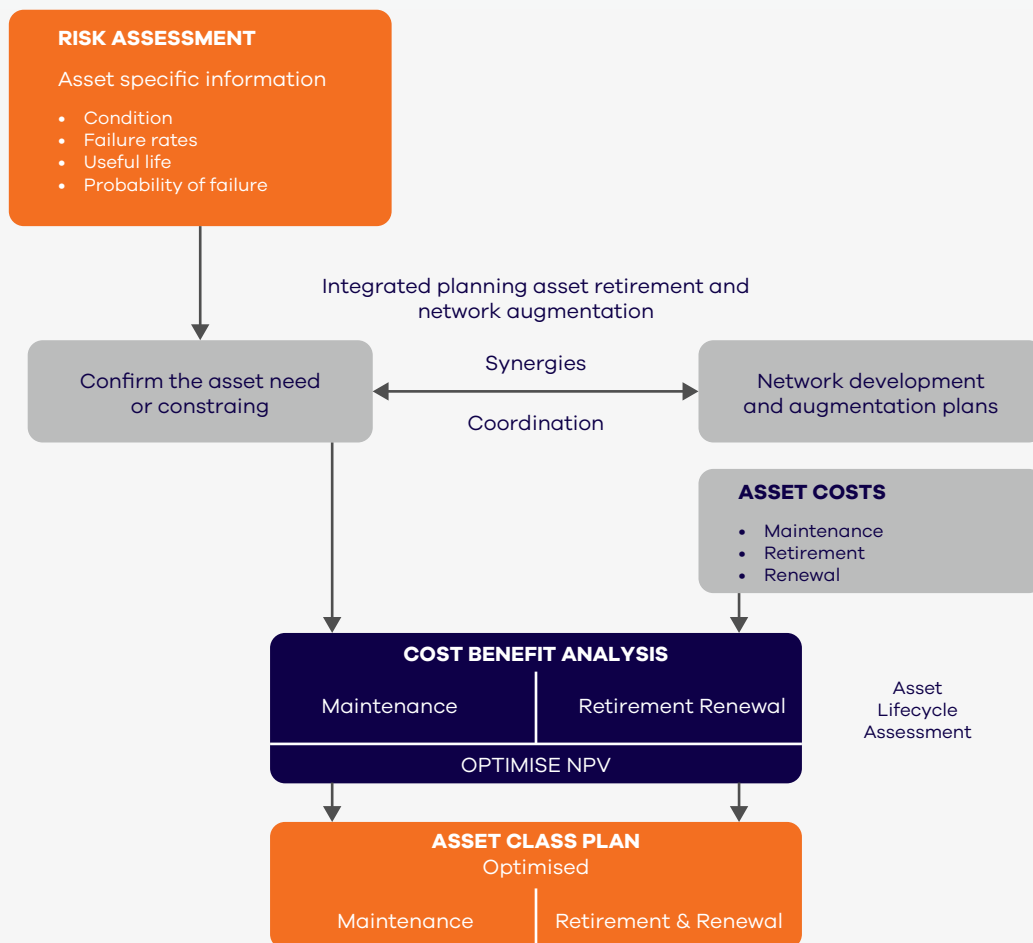 RISK ASSESSMENT
Asset specific information
• Condition
• Failure rates
• Useful life
• Probability of failure
Integrated planning asset retirement and
network augmentation
Confirm the asset need
or constraing
Synergies
Coordination
Network development
and augmentation plans
ASSET COSTS
• Maintenance
• Retirement
• Renewal
COST BENEFIT ANALYSIS
Maintenance
Retirement Renewal
OPTIMISE NPV
Asset
Lifecycle
Assessment
ASSET CLASS PLAN
Optimised
Maintenance
Retirement & Renewal